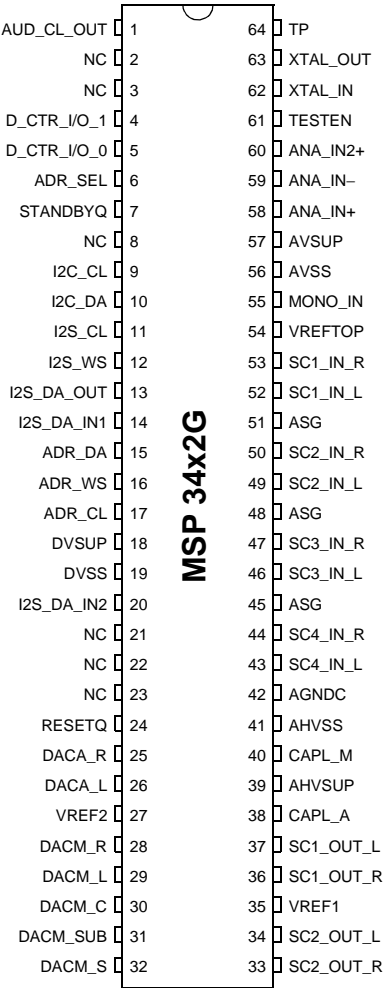 AUD_CL_OUT 1 64 TP
NC 2 63 XTAL_OUT
NC 3 62 XTAL_IN
D_CTR_I/O_1 4 61 TESTEN
D_CTR_I/O_0 5 60 ANA_IN2+
ADR_SEL 6 59 ANA_IN−
STANDBYQ 7 58 ANA_IN+
NC 8 57 AVSUP
I2C_CL 9 56 AVSS
I2C_DA 10 55 MONO_IN
I2S_CL 11 54 VREFTOP
I2S_WS 12 53 SC1_IN_R
I2S_DA_OUT 13 52 SC1_IN_L
I2S_DA_IN1 14 51 ASG
ADR_DA 15 50 SC2_IN_R
ADR_WS 16 49 SC2_IN_L
ADR_CL 17 48 ASG
DVSUP 18 47 SC3_IN_R
DVSS 19 46 SC3_IN_L
I2S_DA_IN2 20 45 ASG
NC 21 44 SC4_IN_R
NC 22 43 SC4_IN_L
NC 23 42 AGNDC
RESETQ 24 41 AHVSS
DACA_R 25 40 CAPL_M
DACA_L 26 39 AHVSUP
VREF2 27 38 CAPL_A
DACM_R 28 37 SC1_OUT_L
DACM_L 29 36 SC1_OUT_R
DACM_C 30 35 VREF1
DACM_SUB 31 34 SC2_OUT_L
DACM_S 32 33 SC2_OUT_R
MSP 34x2G